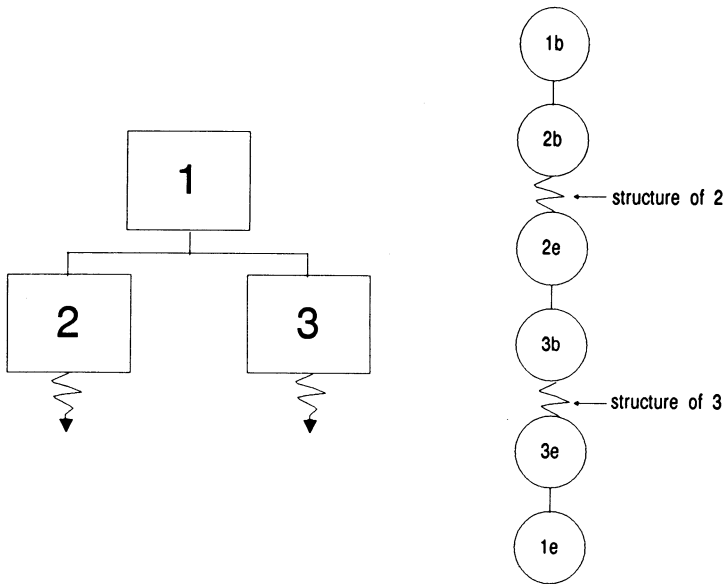 1
2
3
1b
2b
structure of 2
2e
3b
structure of 3
3e
1e